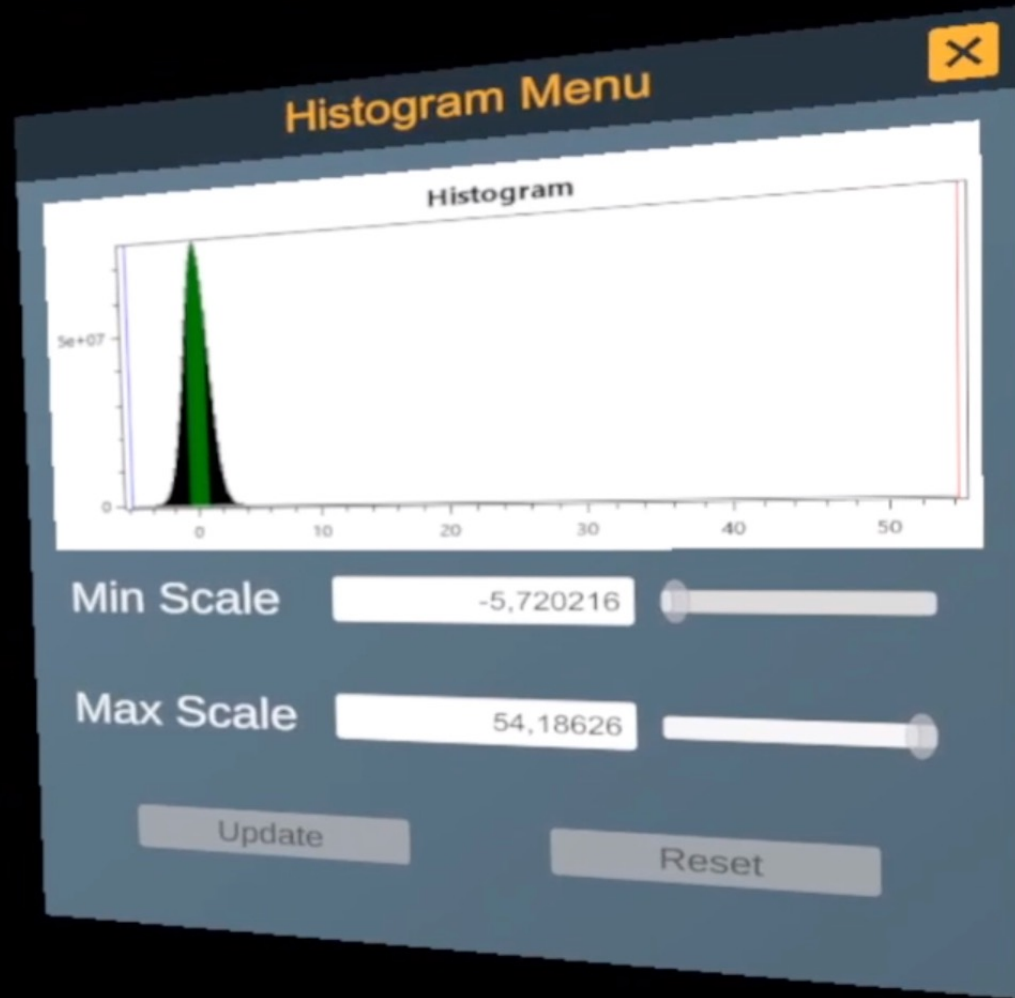 Histogram Menu
Histogram
5e+07
0
0 10 20 30 40 50
Min Scale -5,720216
Max Scale 54,18626
Update Reset